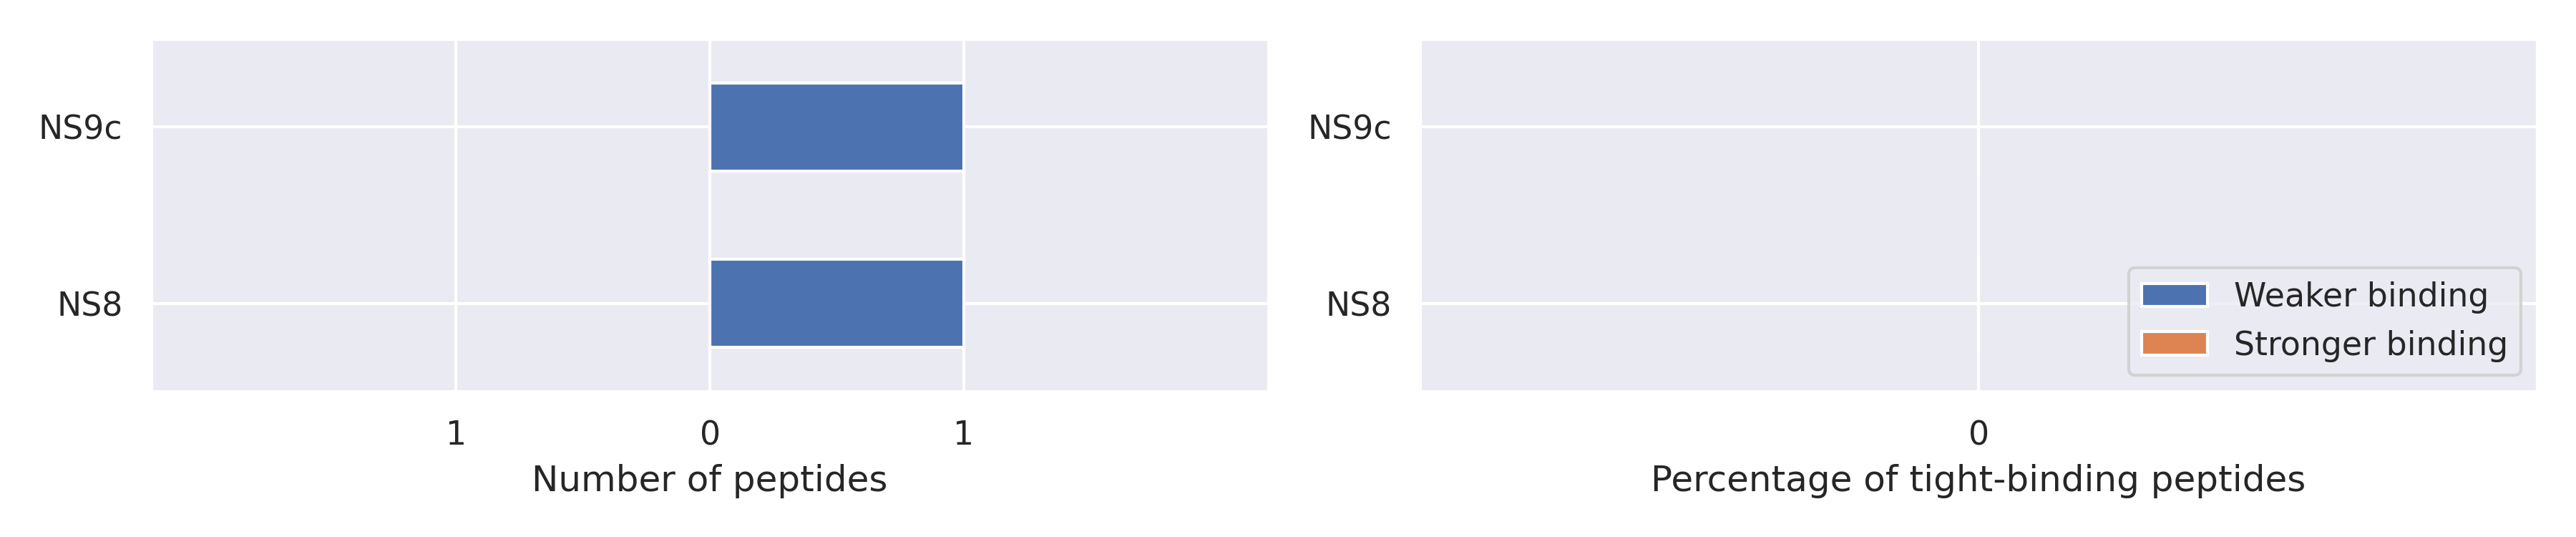 NS9c
NS8
1 0 1
Number of peptides
NS9c
NS8
Weaker binding
Stronger binding
0
Percentage of tight-binding peptides